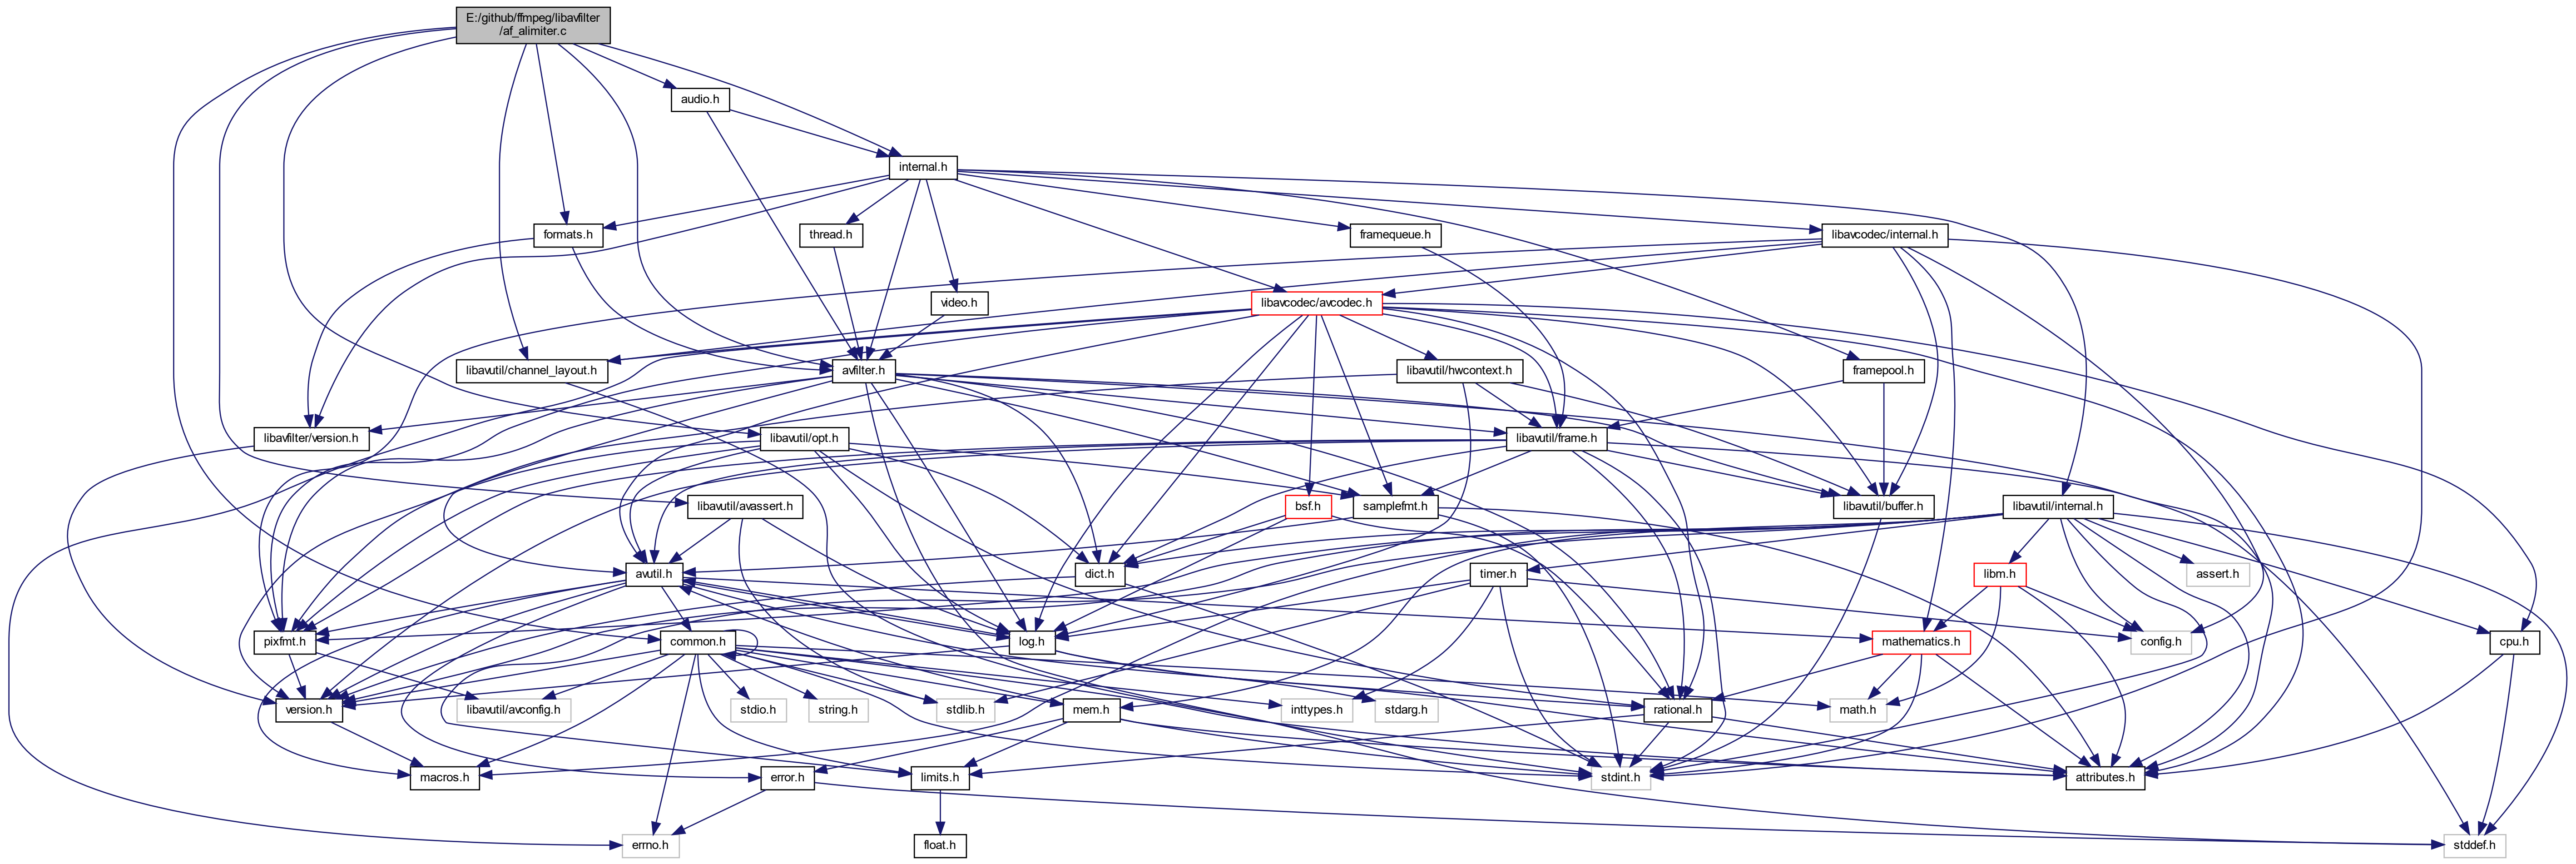 E:/github/ffmpeg/libavfilter
/af_alimiter.c
audio.h
internal.h
formats.h
thread.h
framequeue.h
libavcodec/internal.h
video.h
libavcodec/avcodec.h
libavutil/channel_layout.h
avfilter.h
libavutil/hwcontext.h
framepool.h
libavfilter/version.h
libavutil/opt.h
libavutil/frame.h
libavutil/avassert.h
bsf.h
samplefmt.h
libavutil/buffer.h
libavutil/internal.h
avutil.h
dict.h
timer.h
libm.h
assert.h
pixfmt.h
common.h
log.h
mathematics.h
config.h
cpu.h
version.h
libavutil/avconfig.h
stdio.h
string.h
stdlib.h
mem.h
inttypes.h
stdarg.h
rational.h
math.h
macros.h
error.h
limits.h
stdint.h
attributes.h
errno.h
float.h
stddef.h